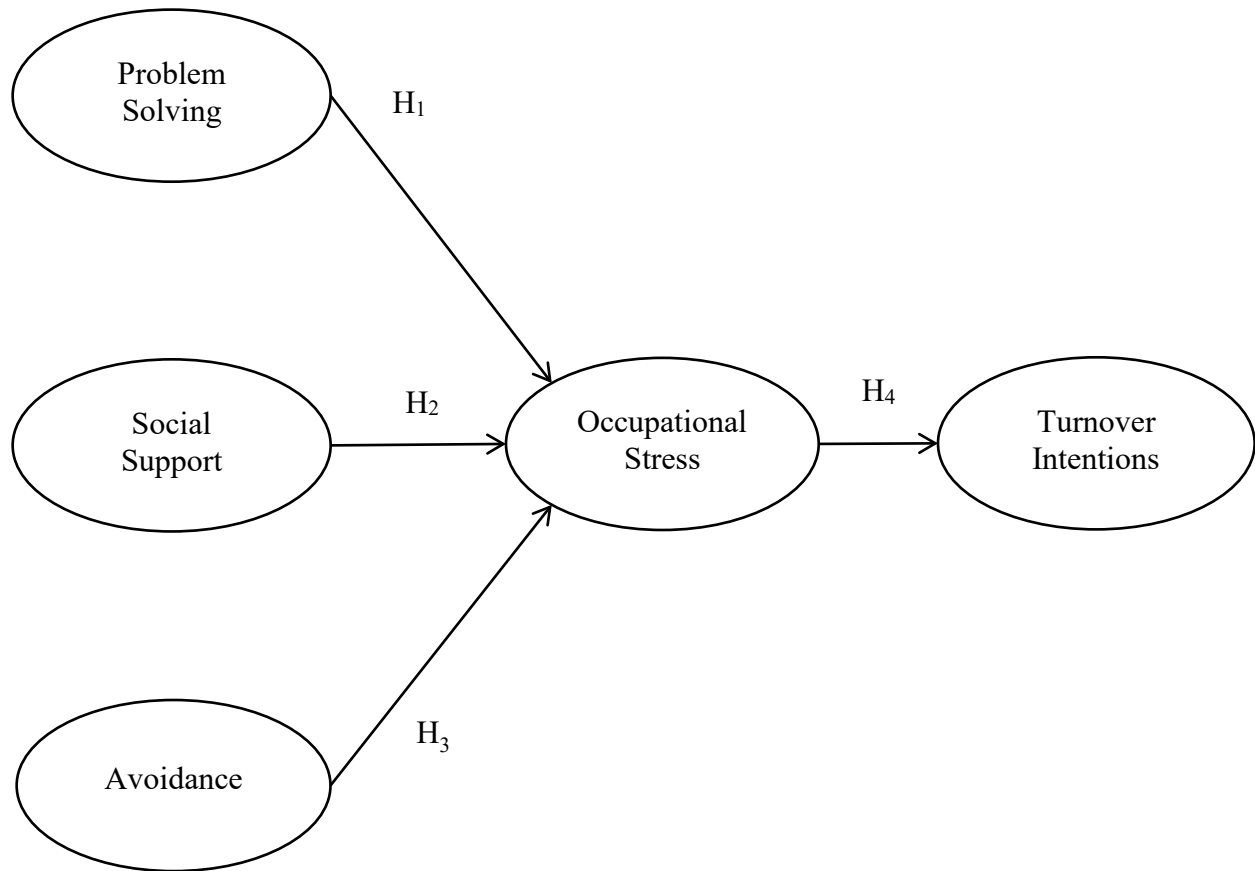 Problem
Solving
H₁
Social
Support
H₂
Occupational
Stress
H₄
Turnover
Intentions
Avoidance
H₃